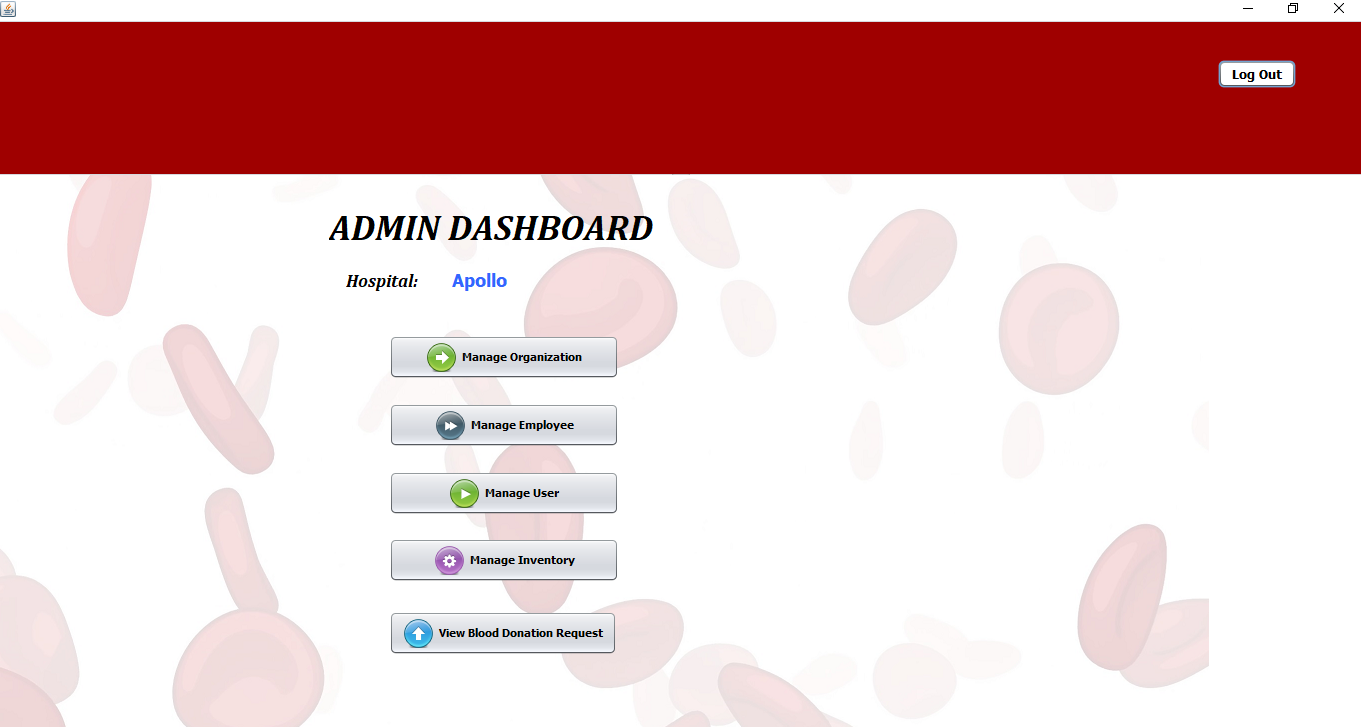 Log Out
ADMIN DASHBOARD
Hospital: Apollo
Manage Organization
Manage Employee
Manage User
Manage Inventory
View Blood Donation Request